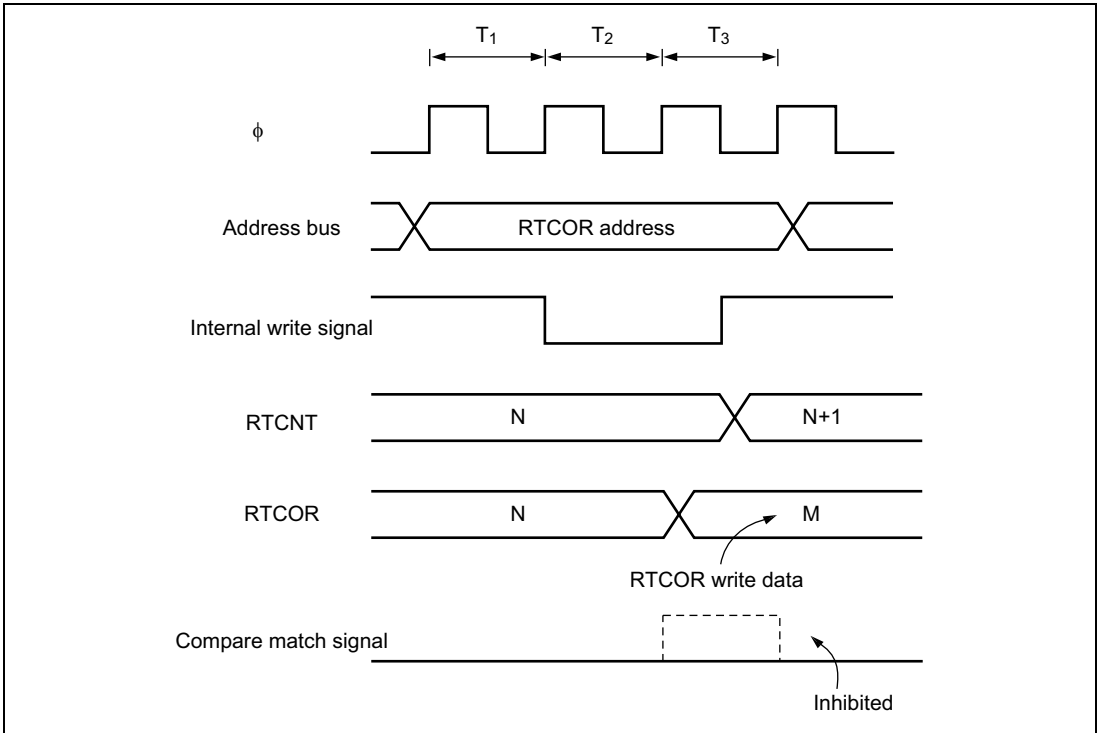 T1 T2 T3
ϕ
Address bus RTCOR address
Internal write signal
RTCNT N N+1
RTCOR N M
RTCOR write data
Compare match signal
Inhibited